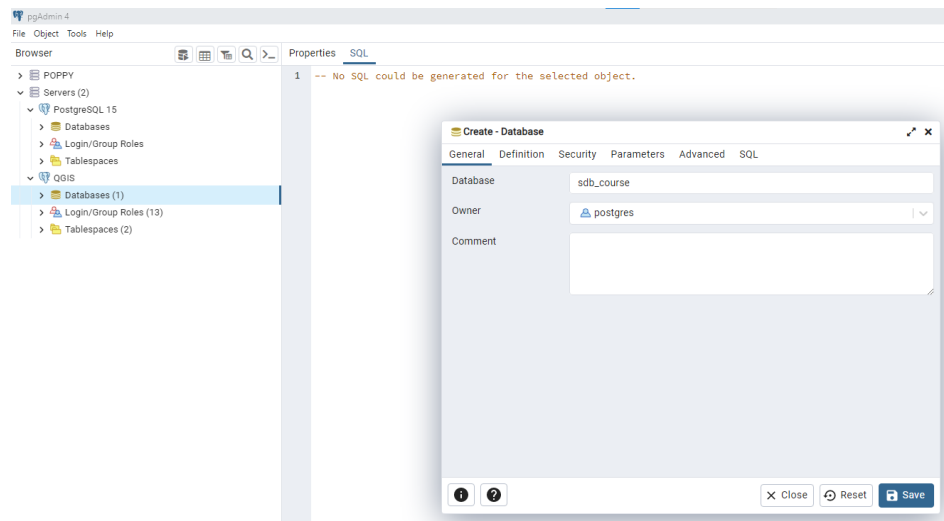 pgAdmin 4
File Object Tools Help
Browser
Properties SQL
POPPY
Servers (2)
PostgreSQL 15
Databases
Login/Group Roles
Tablespaces
QGIS
Databases (1)
Login/Group Roles (13)
Tablespaces (2)
1 -- No SQL could be generated for the selected object.
Create - Database
General Definition Security Parameters Advanced SQL
Database sdb_course
Owner postgres
Comment
Close Reset Save